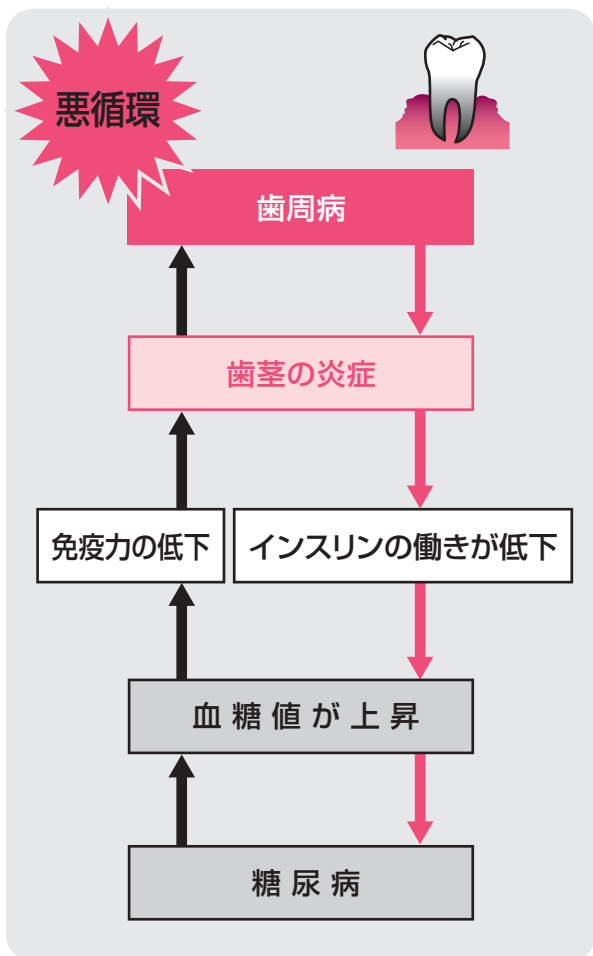 悪循環
歯周病
歯茎の炎症
免疫力の低下
インスリンの働きが低下
血糖値が上昇
糖尿病